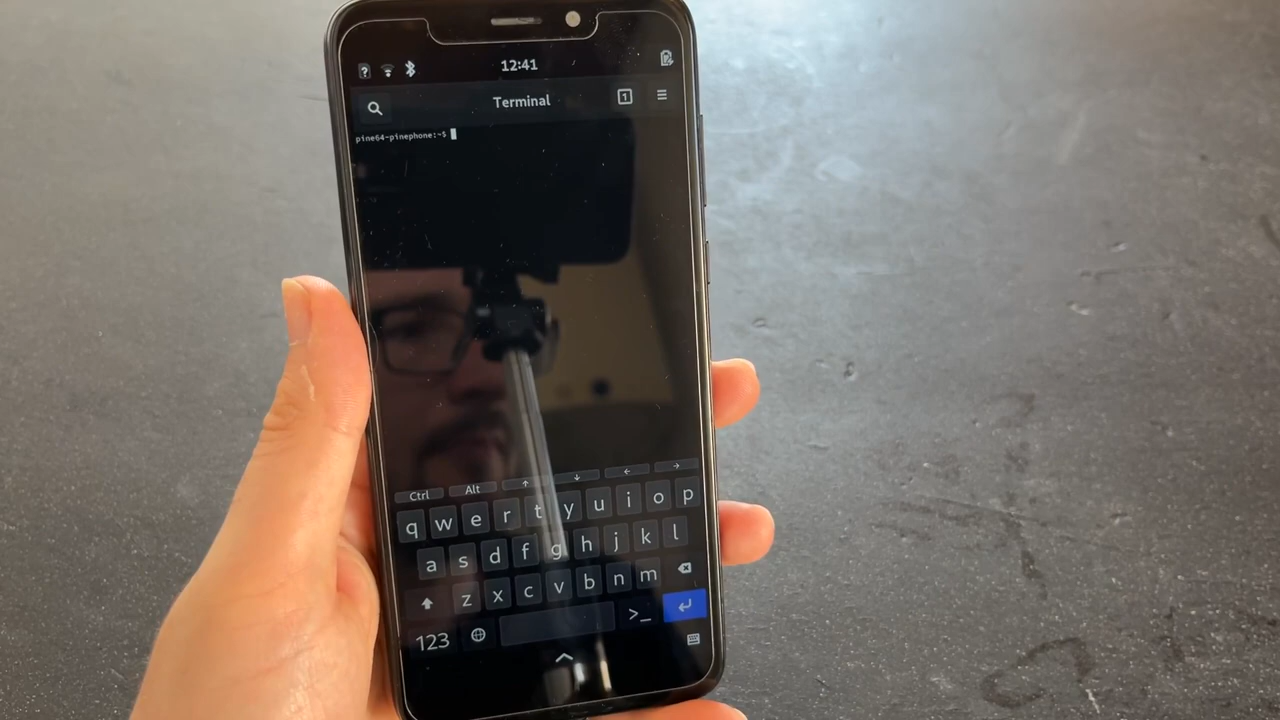 12:41
Terminal 1
pine64-pinephone:~$
Ctrl Alt ↑ ↓ ← →
q w e r t y u i o p
a s d f g h j k l
z x c v b n m
123 >_